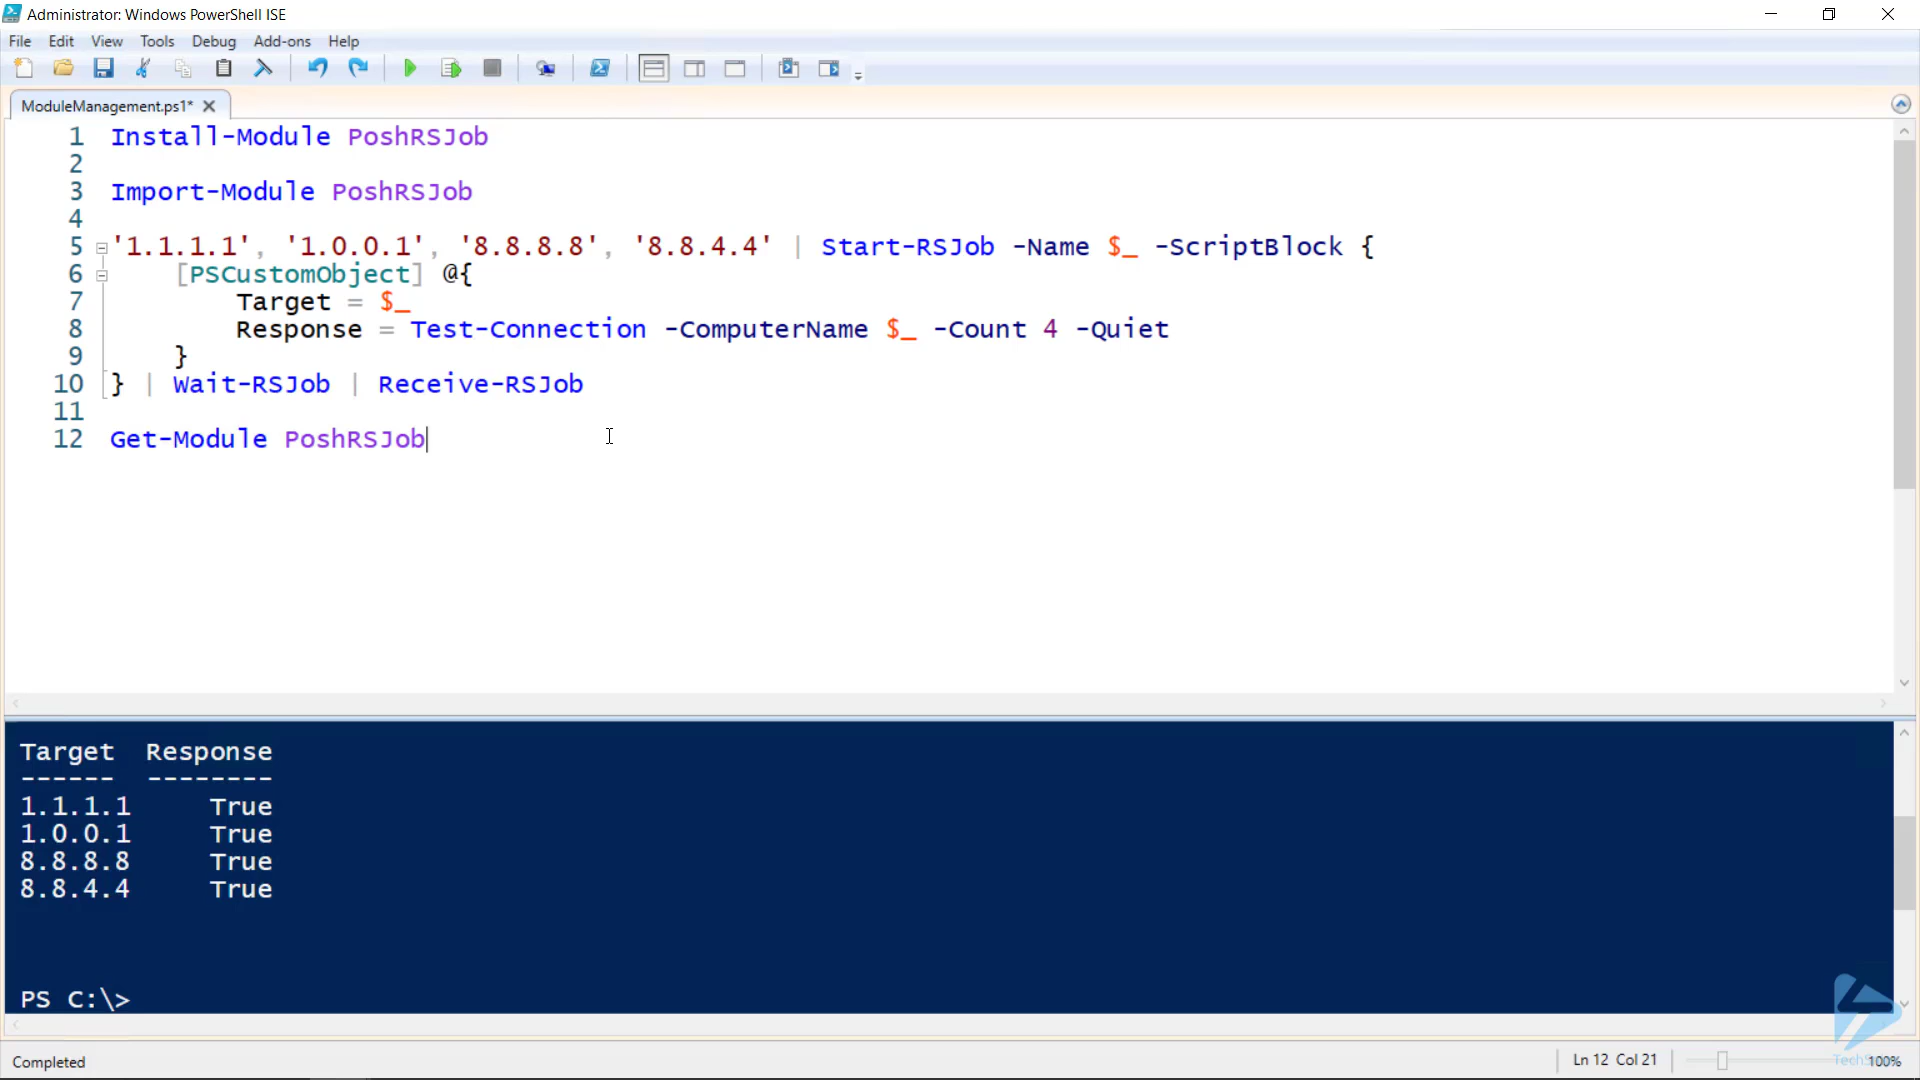 Administrator: Windows PowerShell ISE
File Edit View Tools Debug Add-ons Help
ModuleManagement.ps1*
1 Install-Module PoshRSJob
2
3 Import-Module PoshRSJob
4
5 '1.1.1.1', '1.0.0.1', '8.8.8.8', '8.8.4.4' | Start-RSJob -Name $_ -ScriptBlock {
6 [PSCustomObject] @{
7 Target = $_
8 Response = Test-Connection -ComputerName $_ -Count 4 -Quiet
9 }
10 } | Wait-RSJob | Receive-RSJob
11
12 Get-Module PoshRSJob
Target Response
------ --------
1.1.1.1 True
1.0.0.1 True
8.8.8.8 True
8.8.4.4 True
PS C:\>
Completed
Ln 12 Col 21
100%